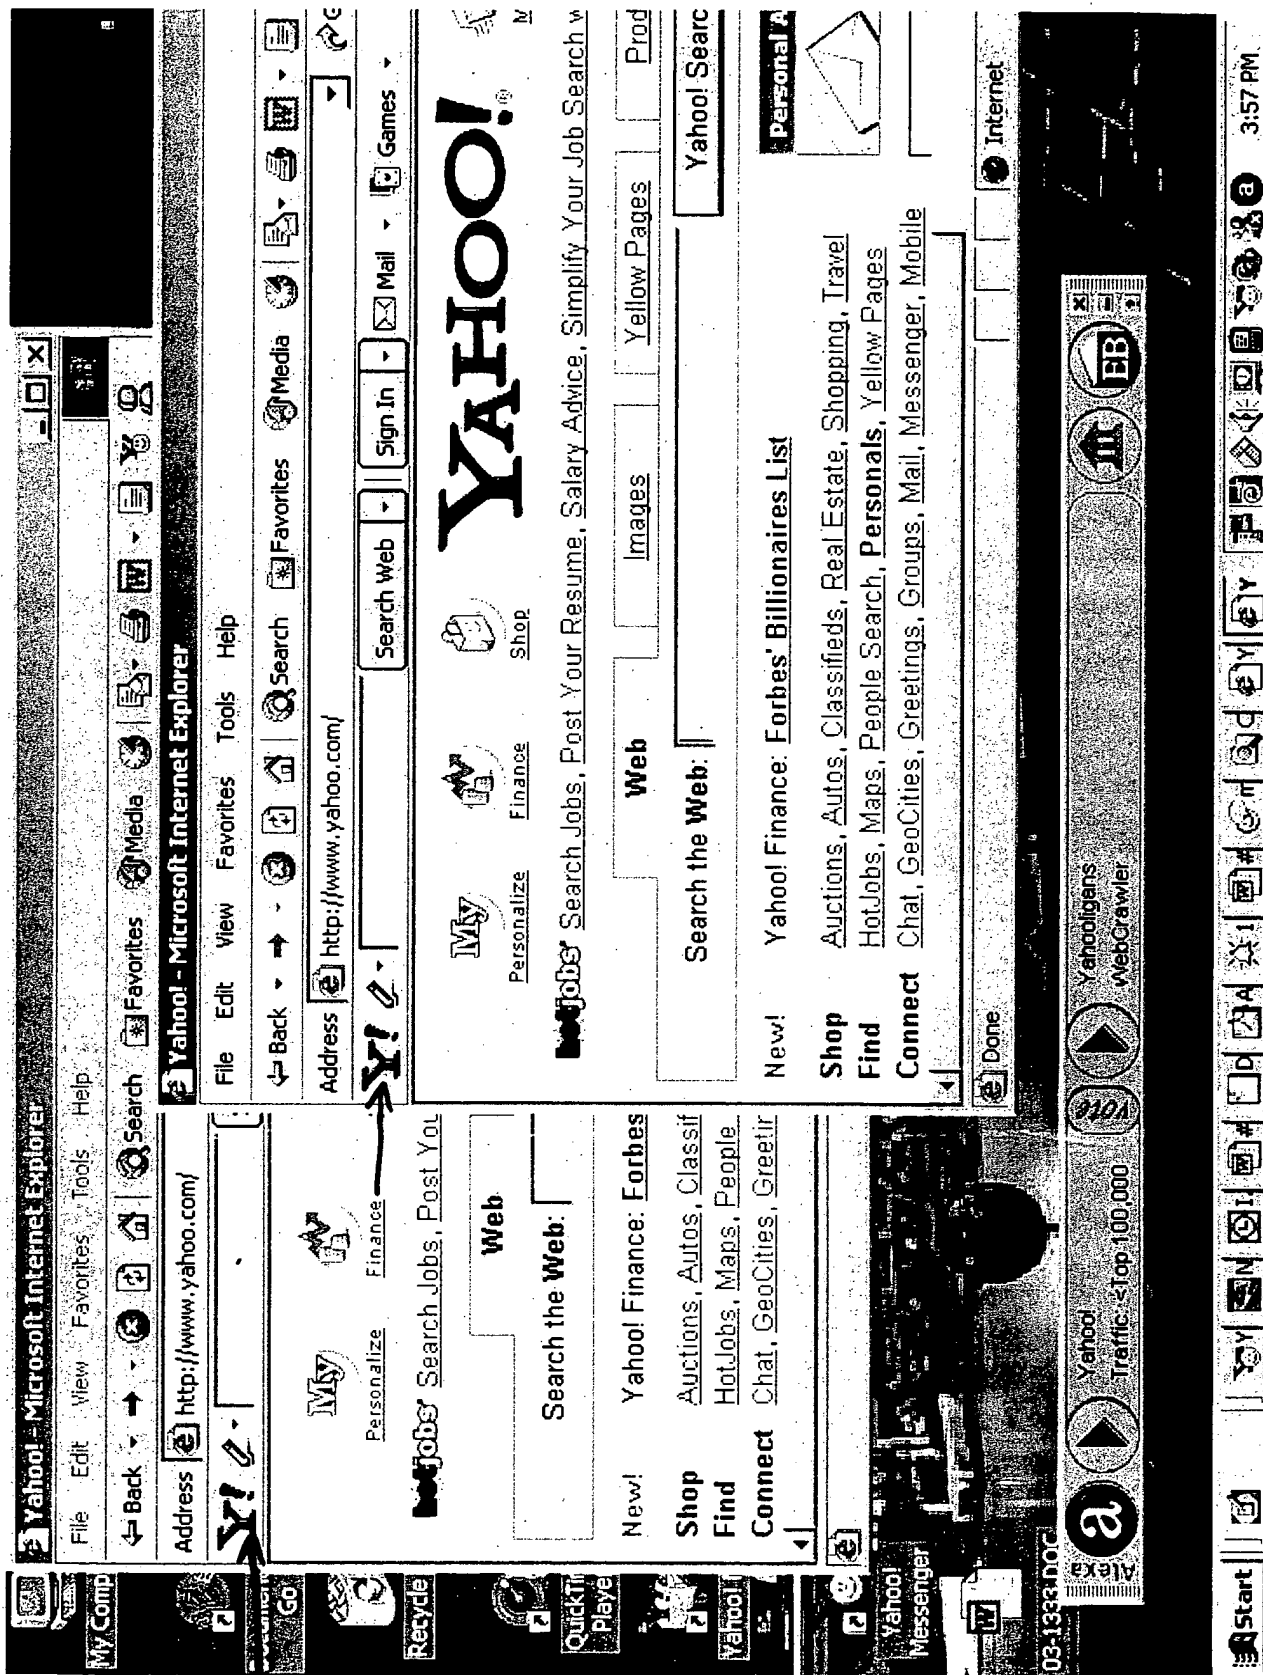 Yahoo! - Microsoft Internet Explorer
File Edit View Favorites Tools Help
Back Search Favorites Media
Address http://www.yahoo.com/
Y!
My
Personalize Finance
hotjobs Search Jobs, Post You
Web
Search the Web:
New! Yahoo! Finance: Forbes
Shop Auctions, Autos, Classif
Find HotJobs, Maps, People
Connect Chat, GeoCities, Greetir
Yahoo! - Microsoft Internet Explorer
File Edit View Favorites Tools Help
Back Search Favorites Media
Address http://www.yahoo.com/
Y! Search Web Sign In Mail Games
My YAHOO!
Personalize Finance Shop
hotjobs Search Jobs, Post Your Resume, Salary Advice, Simplify Your Job Search
Web Images Yellow Pages Prod
Search the Web: Yahoo! Searc
New! Yahoo! Finance: Forbes' Billionaires List
Personal A
Shop Auctions, Autos, Classifieds, Real Estate, Shopping, Travel
Find HotJobs, Maps, People Search, Personals, Yellow Pages
Connect Chat, GeoCities, Greetings, Groups, Mail, Messenger, Mobile
Done Internet
My Comp
Go
Recycle
QuickTi
Playe
Yahoo!
Yahoo!
Messenger
03-1333.DOC
Alexa
a Yahoo! vote Yahooligans EB
Traffic: <Top 100,000 WebCrawler
Start Y N I. # D A 1 # m C Y Y 3:57 PM